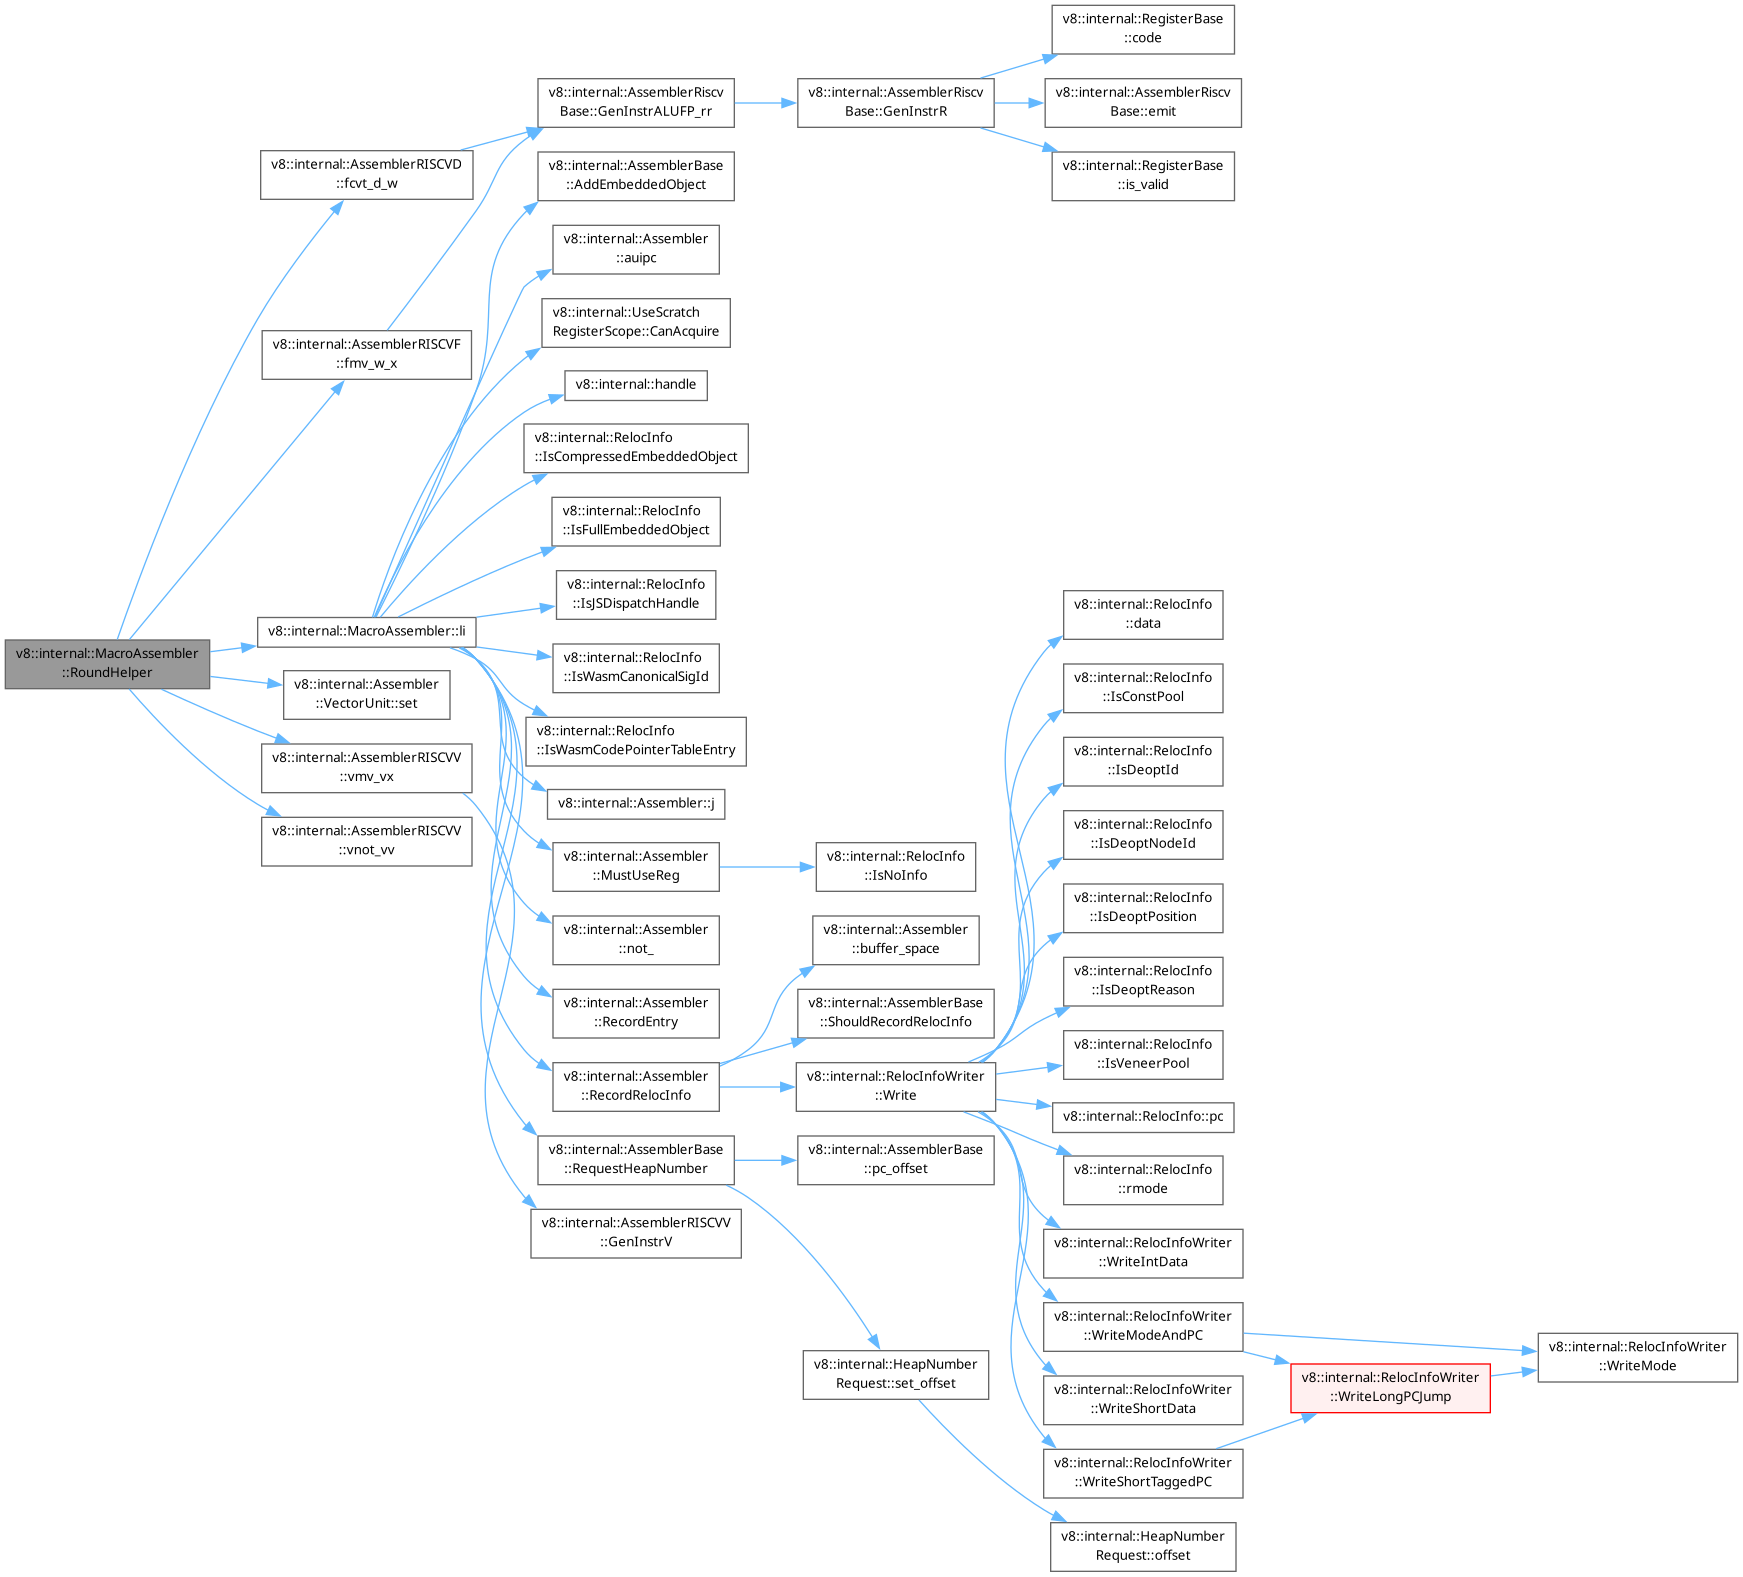 v8::internal::MacroAssembler
::RoundHelper
v8::internal::AssemblerRISCVD
::fcvt_d_w
v8::internal::AssemblerRISCVF
::fmv_w_x
v8::internal::MacroAssembler::li
v8::internal::Assembler
::VectorUnit::set
v8::internal::AssemblerRISCVV
::vmv_vx
v8::internal::AssemblerRISCVV
::vnot_vv
v8::internal::AssemblerRiscv
Base::GenInstrALUFP_rr
v8::internal::AssemblerBase
::AddEmbeddedObject
v8::internal::Assembler
::auipc
v8::internal::UseScratch
RegisterScope::CanAcquire
v8::internal::handle
v8::internal::RelocInfo
::IsCompressedEmbeddedObject
v8::internal::RelocInfo
::IsFullEmbeddedObject
v8::internal::RelocInfo
::IsJSDispatchHandle
v8::internal::RelocInfo
::IsWasmCanonicalSigId
v8::internal::RelocInfo
::IsWasmCodePointerTableEntry
v8::internal::Assembler::j
v8::internal::Assembler
::MustUseReg
v8::internal::Assembler
::not_
v8::internal::Assembler
::RecordEntry
v8::internal::Assembler
::RecordRelocInfo
v8::internal::AssemblerBase
::RequestHeapNumber
v8::internal::AssemblerRISCVV
::GenInstrV
v8::internal::AssemblerRiscv
Base::GenInstrR
v8::internal::RelocInfo
::IsNoInfo
v8::internal::Assembler
::buffer_space
v8::internal::AssemblerBase
::ShouldRecordRelocInfo
v8::internal::RelocInfoWriter
::Write
v8::internal::AssemblerBase
::pc_offset
v8::internal::HeapNumber
Request::set_offset
v8::internal::RegisterBase
::code
v8::internal::AssemblerRiscv
Base::emit
v8::internal::RegisterBase
::is_valid
v8::internal::RelocInfo
::data
v8::internal::RelocInfo
::IsConstPool
v8::internal::RelocInfo
::IsDeoptId
v8::internal::RelocInfo
::IsDeoptNodeId
v8::internal::RelocInfo
::IsDeoptPosition
v8::internal::RelocInfo
::IsDeoptReason
v8::internal::RelocInfo
::IsVeneerPool
v8::internal::RelocInfo::pc
v8::internal::RelocInfo
::rmode
v8::internal::RelocInfoWriter
::WriteIntData
v8::internal::RelocInfoWriter
::WriteModeAndPC
v8::internal::RelocInfoWriter
::WriteShortData
v8::internal::RelocInfoWriter
::WriteShortTaggedPC
v8::internal::HeapNumber
Request::offset
v8::internal::RelocInfoWriter
::WriteLongPCJump
v8::internal::RelocInfoWriter
::WriteMode